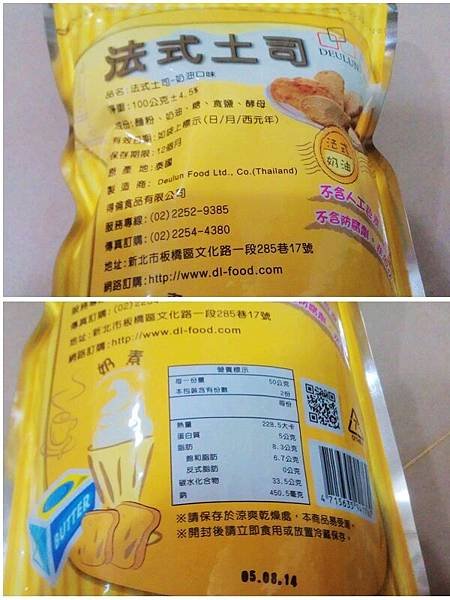 法式土司
DEULUN
品名:法式土司-奶油口味
淨重:100公克±4.5%
成份:麵粉、奶油、糖、食鹽、酵母
有效日期:如袋上標示(日/月/西元年)
保存期限:12個月
原產地:泰國
製造商: Deulun Food Ltd., Co.(Thailand)
得倫食品有限公司
服務專線:(02)2252-9385
傳真訂購:(02)2254-4380
地址:新北市板橋區文化路一段285巷17號
網路訂購:http://www.dl-food.com
法式
奶油
不含人工色素
不含防腐劑
地址:新北市板橋區文化路一段285巷17號
網路訂購:http://www.dl-food.com
奶素
BUTTER
營養標示
每一份量 50公克
本包裝含有份數 2份
每份
熱量 228.5大卡
蛋白質 5公克
脂肪 8.3公克
飽和脂肪 6.7公克
反式脂肪 0公克
碳水化合物 33.5公克
鈉 450.5毫克
※請保存於涼爽乾燥處,本商品易受潮。
※開封後請立即食用或放置冷藏保存。
05.08.14